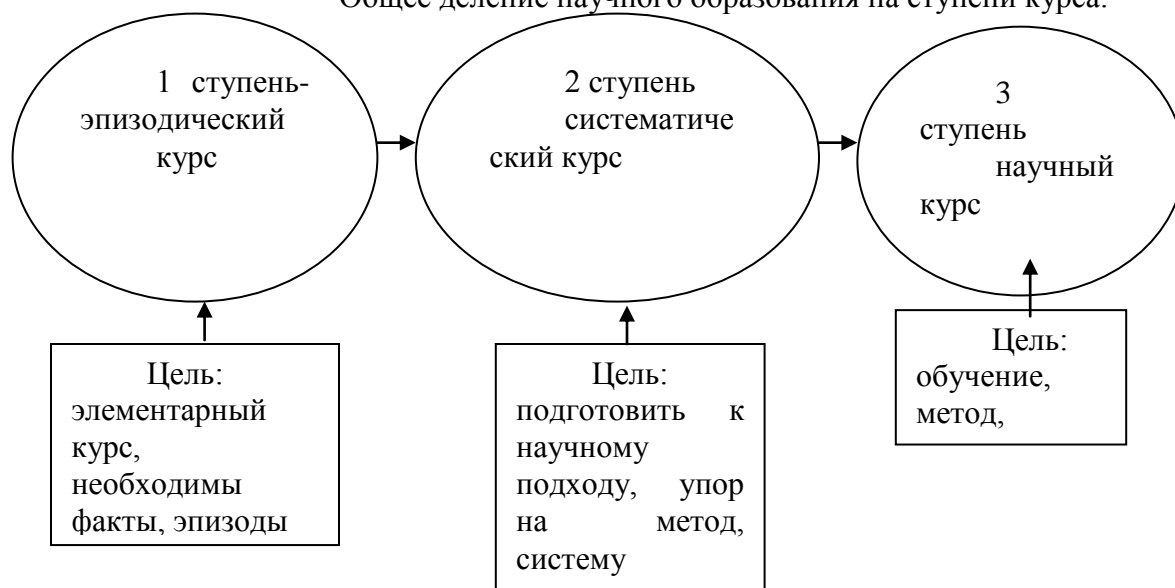 Общее деление научного образования на ступени курса.
1 ступень-
эпизодический
курс
2 ступень
систематиче
ский курс
3
ступень
научный
курс
Цель:
элементарный
курс,
необходимы
факты, эпизоды
Цель:
подготовить к
научному
подходу, упор
на метод,
систему
Цель:
обучение,
метод,